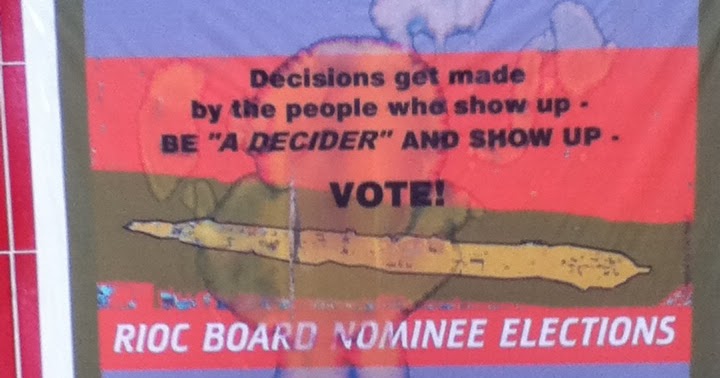 Decisions get made
by the people who show up -
BE "A DECIDER" AND SHOW UP -
VOTE!
RIOC BOARD NOMINEE ELECTIONS